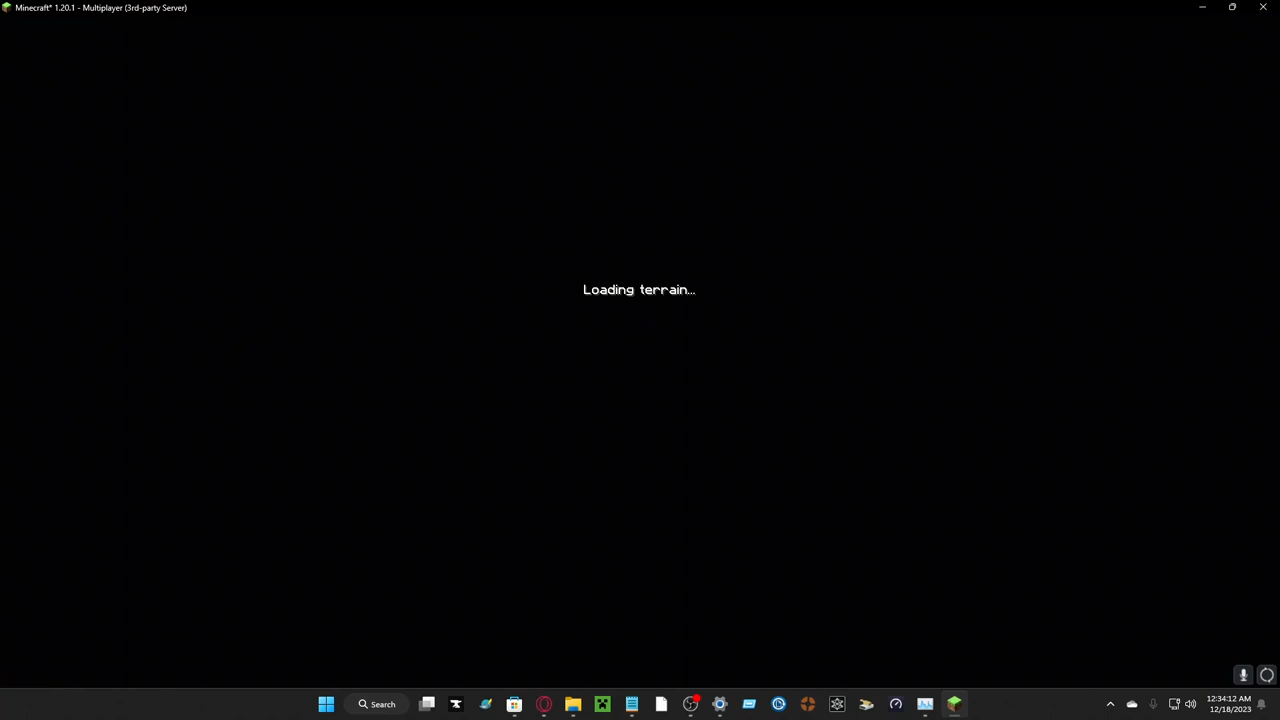 Minecraft* 1.20.1 - Multiplayer (3rd-party Server)
Loading terrain...
Search
12:34:12 AM
12/18/2023